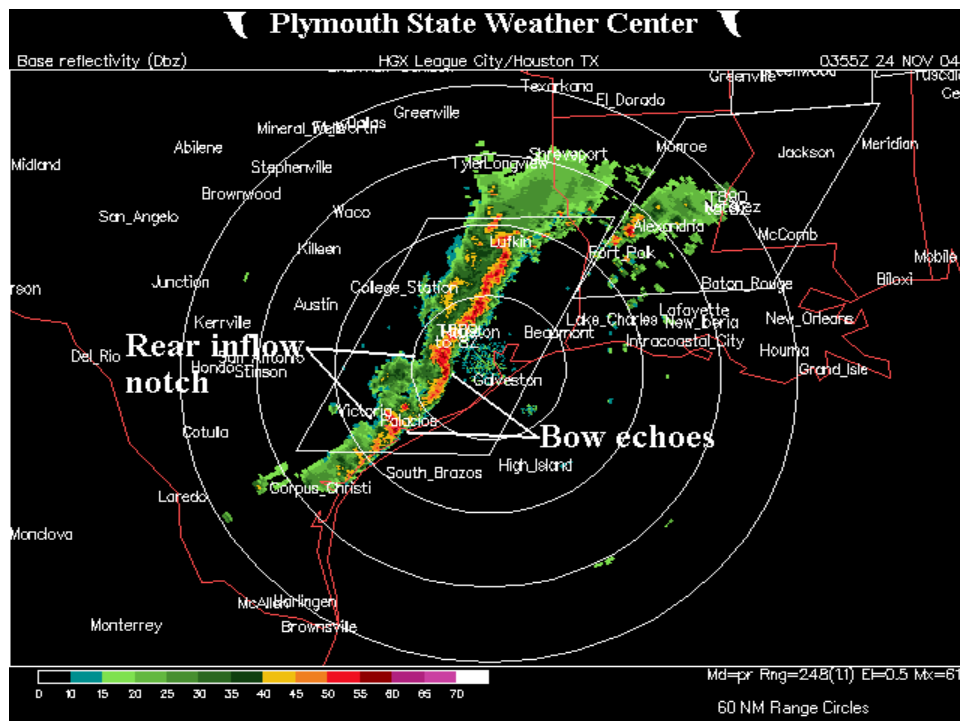 Plymouth State Weather Center
Base reflectivity (Dbz) HGX League City/Houston TX 0355Z 24 NOV 04
Texarkana Greenville
El_Dorado
Greenville
Mineral_Wells Dallas
Abilene Monroe Meridian
Midland Stephenville Tyler Longview Shreveport Jackson
Brownwood
San_Angelo Waco Alexandria
Killeen Lufkin Fort_Polk McComb
Junction College_Station Baton_Rouge Biloxi Mobile
Austin Lafayette
Kerrville Beaumont Lake_Charles New_Iberia New_Orleans
Del_Rio Intracoastal_City Houma
Rear inflow
notch
Hondo Stinson Galveston Grand_Isle
Victoria
Cotulla Palacios Bow echoes
South_Brazos High_Island
Laredo Corpus_Christi
Monclova
McAllen Harlingen
Monterrey Brownsville
0 10 15 20 25 30 35 40 45 50 55 60 65 70
Md=pr Rng=248(1.1) El=0.5 Mx=61
60 NM Range Circles